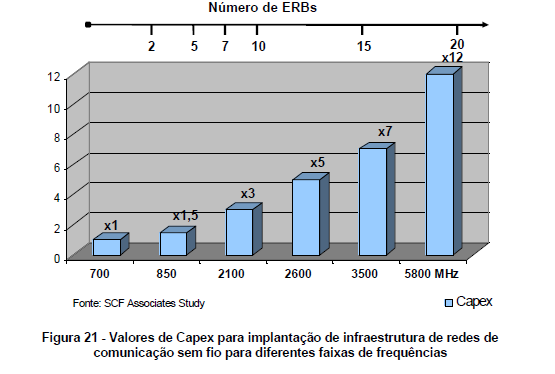 Número de ERBs
2 5 7 10 15 20
x12
x7
x5
x3
x1,5
x1
12
10
8
6
4
2
0
700 850 2100 2600 3500 5800 MHz
Fonte: SCF Associates Study
Capex
Figura 21 - Valores de Capex para implantação de infraestrutura de redes de
comunicação sem fio para diferentes faixas de frequências